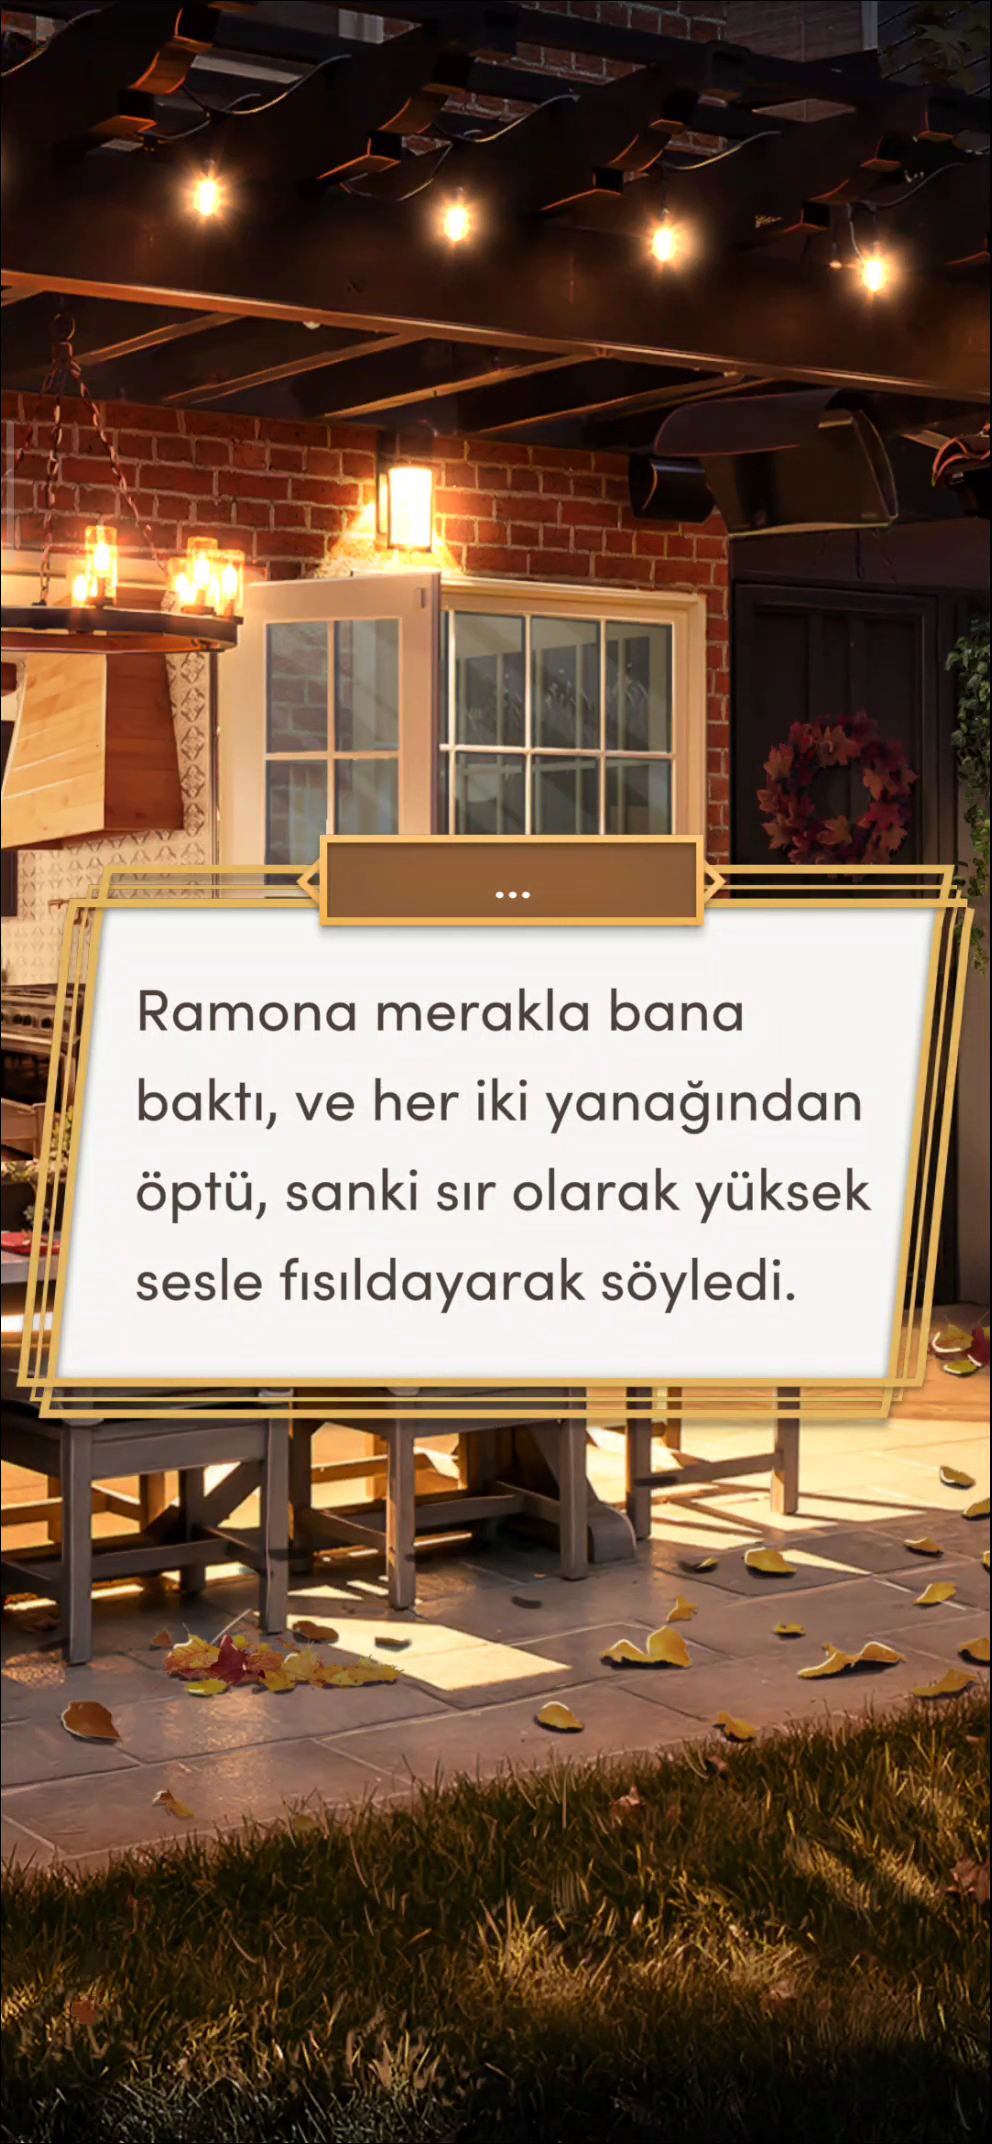 ...
Ramona merakla bana
baktı, ve her iki yanağından
öptü, sanki sır olarak yüksek
sesle fısıldayarak söyledi.